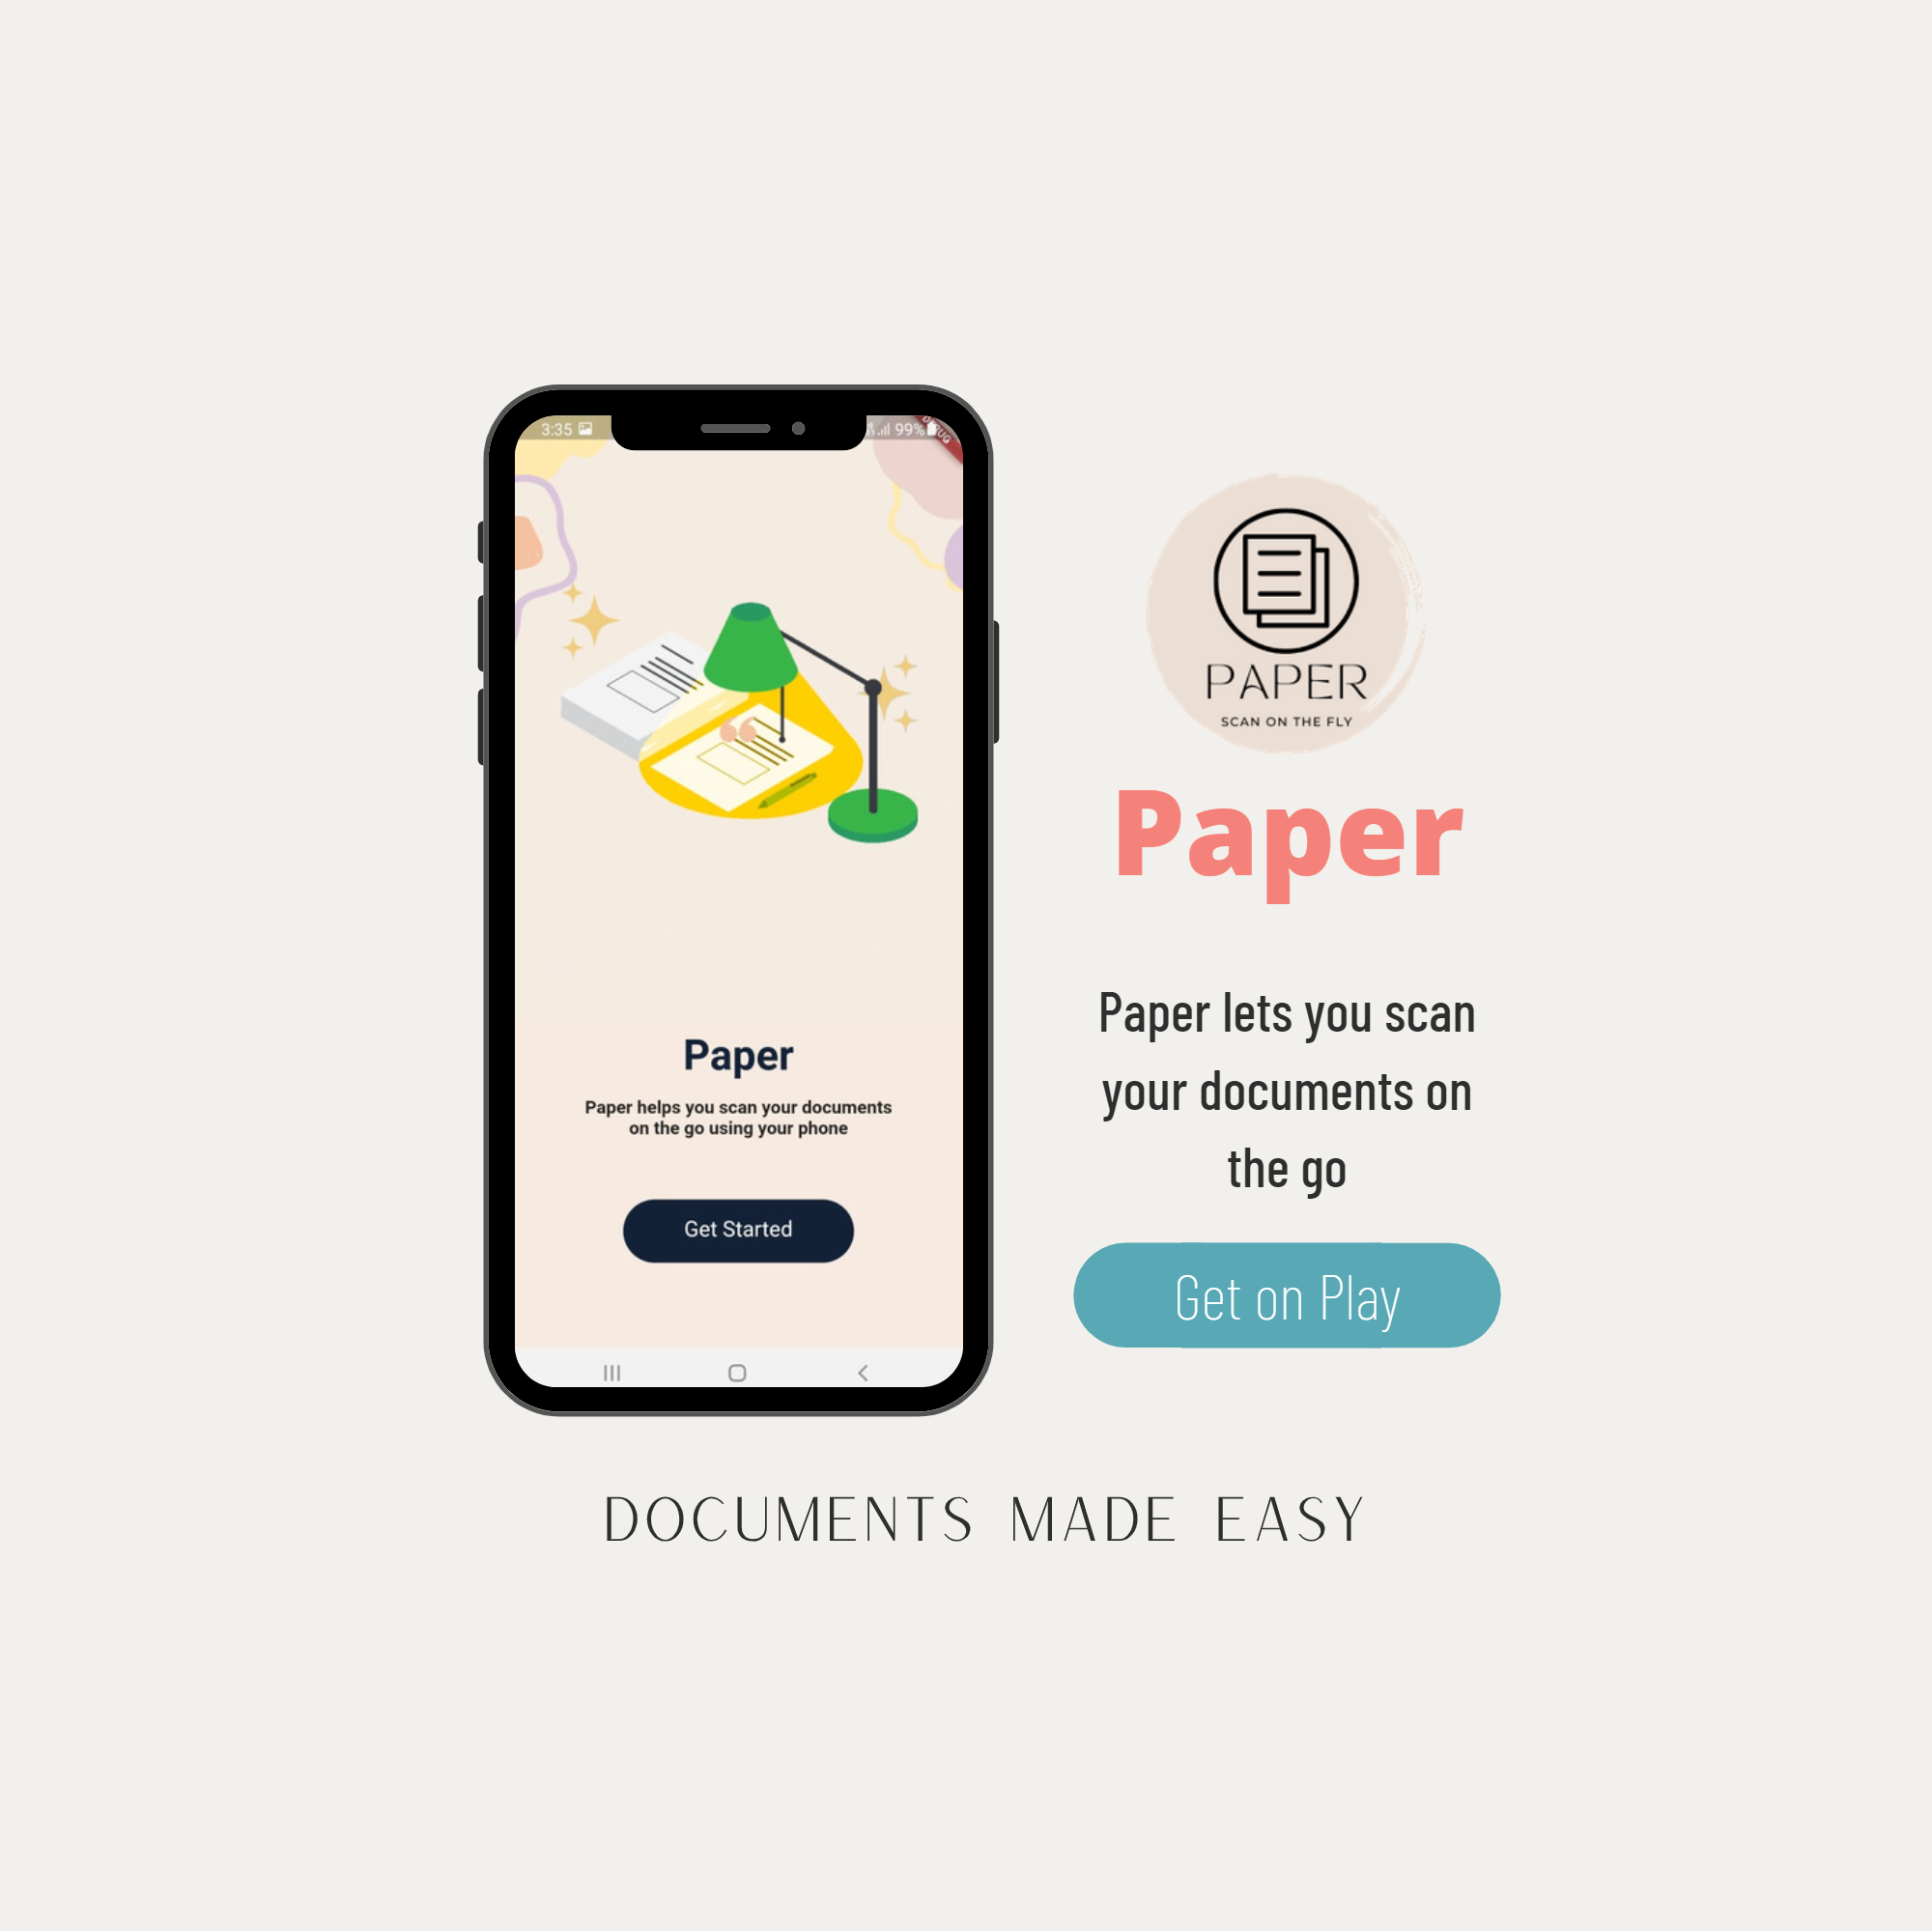 3:35
99%
DEBUG
Paper
Paper helps you scan your documents
on the go using your phone
Get Started
PAPER
SCAN ON THE FLY
Paper
Paper lets you scan
your documents on
the go
Get on Play
DOCUMENTS MADE EASY